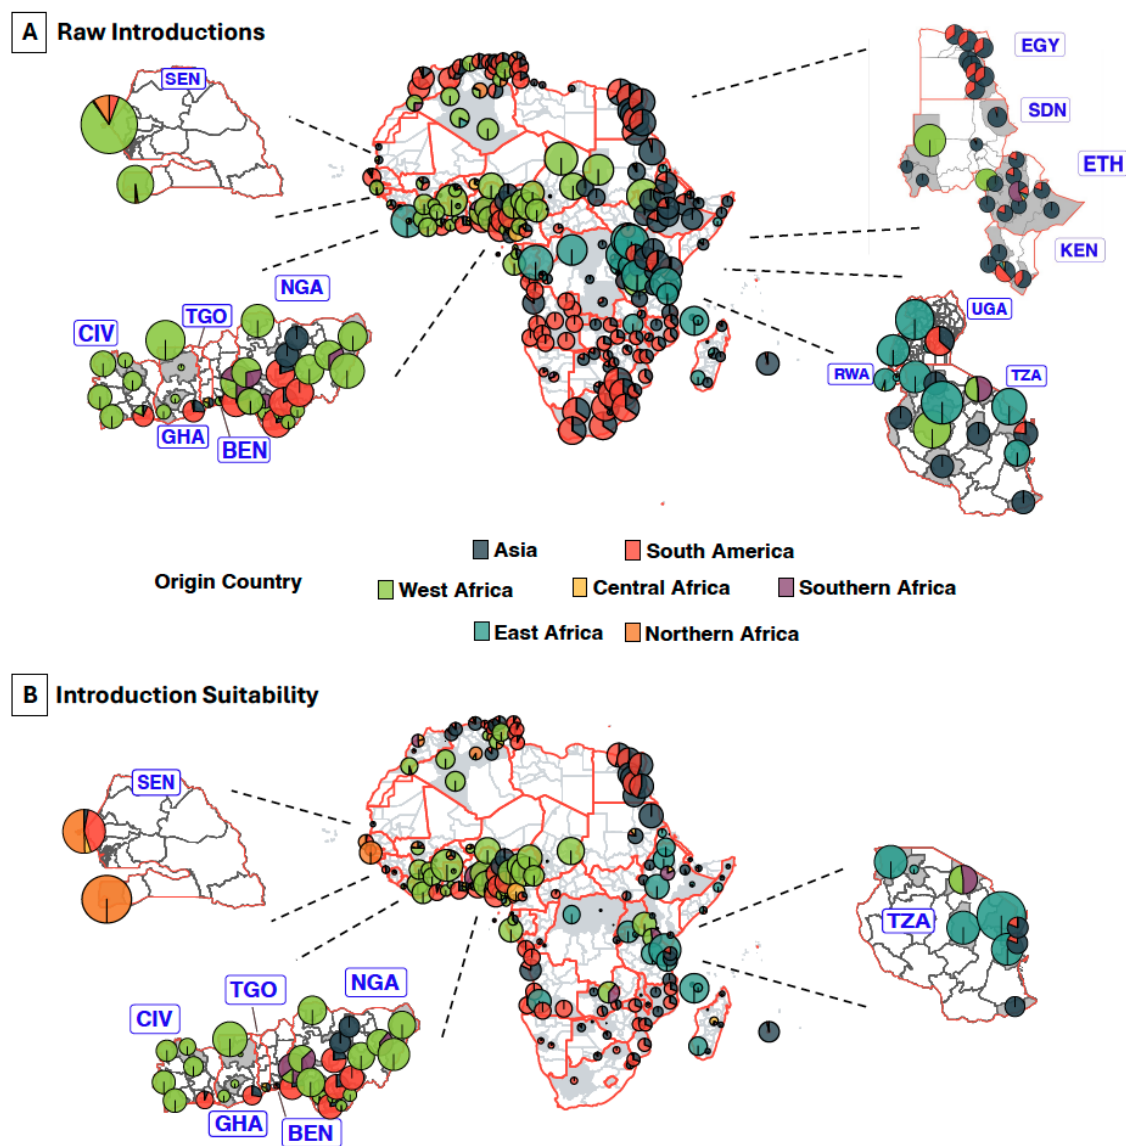 A Raw Introductions
SEN
EGY
SDN
ETH
KEN
NGA
TGO
CIV
GHA
BEN
UGA
RWA
TZA
Asia
South America
Origin Country
West Africa
Central Africa
Southern Africa
East Africa
Northern Africa
B Introduction Suitability
SEN
TZA
NGA
TGO
CIV
GHA
BEN